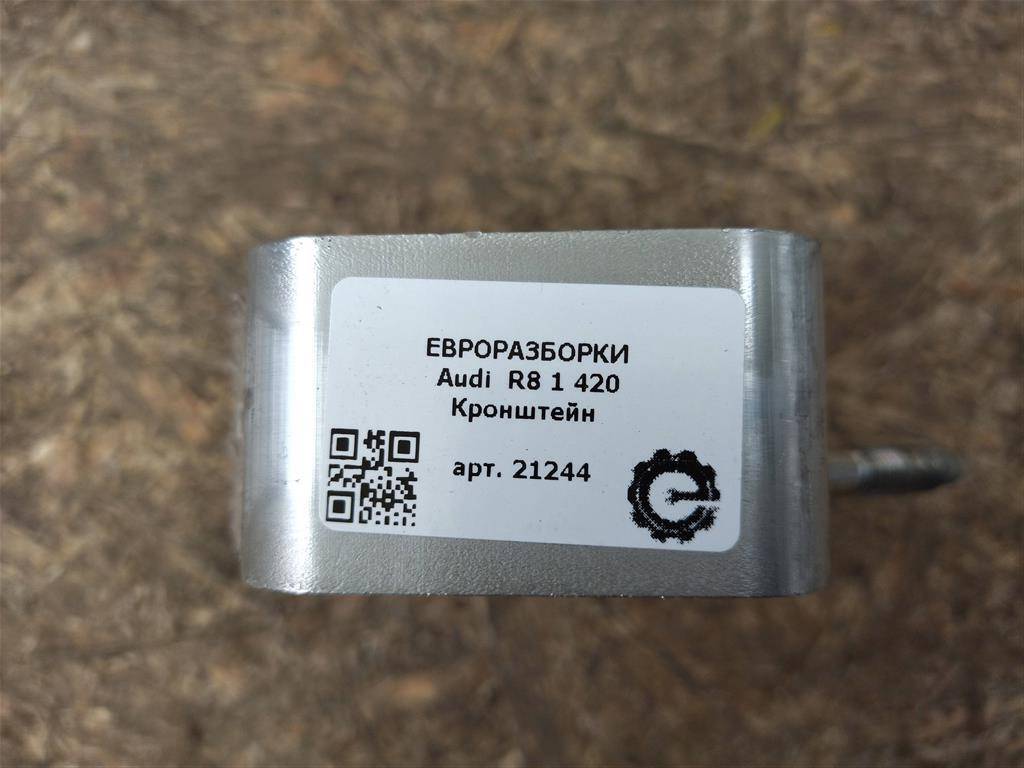 ЕВРОРАЗБОРКИ
Audi R8 1 420
Кронштейн
арт. 21244